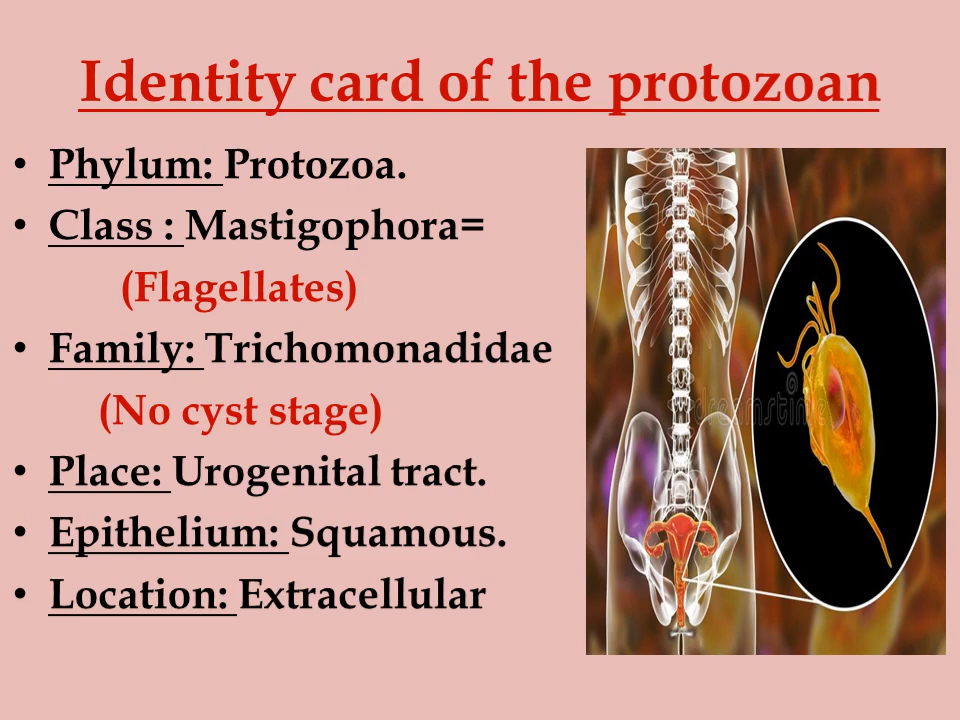 Identity card of the protozoan
• Phylum: Protozoa.
• Class : Mastigophora=
(Flagellates)
• Family: Trichomonadidae
(No cyst stage)
• Place: Urogenital tract.
• Epithelium: Squamous.
• Location: Extracellular
dreamstime